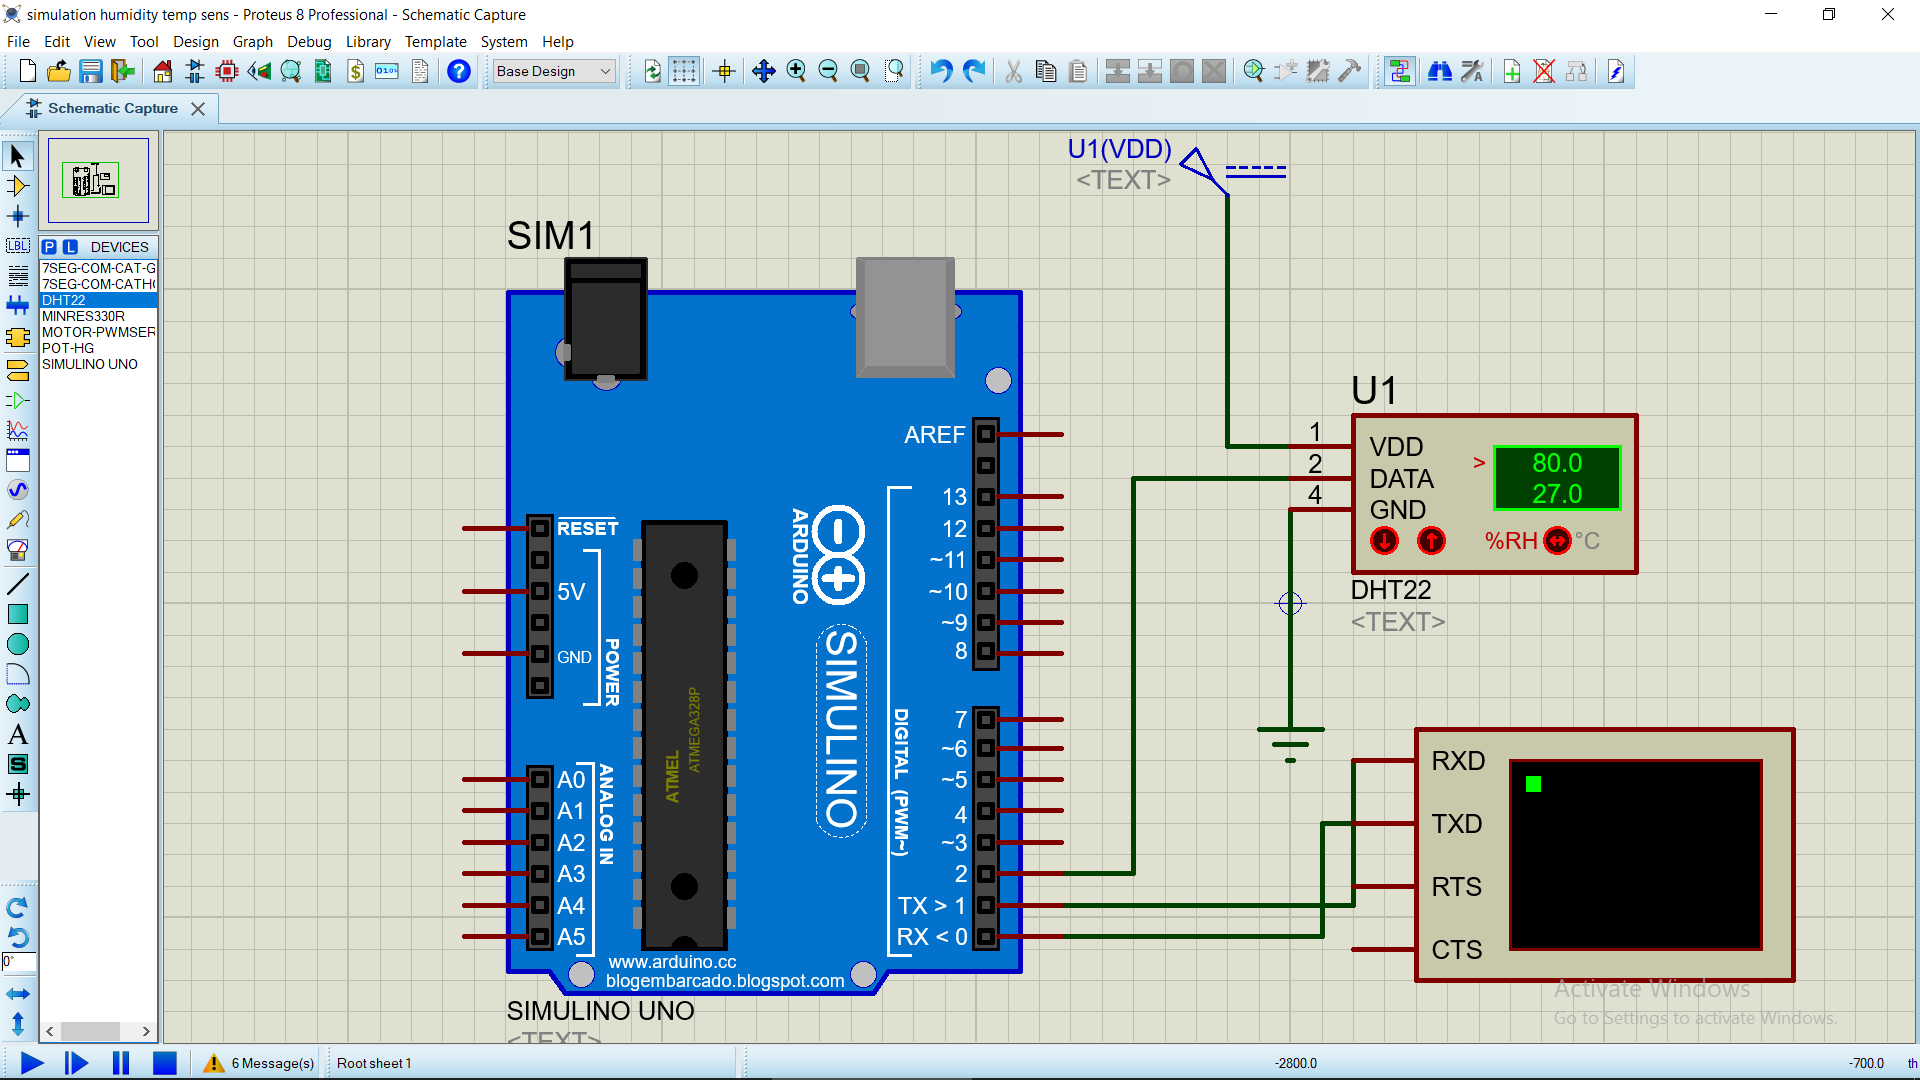 simulation humidity temp sens - Proteus 8 Professional - Schematic Capture
File Edit View Tool Design Graph Debug Library Template System Help
Base Design
Schematic Capture
P L DEVICES
7SEG-COM-CAT-G
7SEG-COM-CATH
DHT22
MINRES330R
MOTOR-PWMSER
POT-HG
SIMULINO UNO
LBL
A
S
0°
U1(VDD)
<TEXT>
SIM1
AREF
13
12
~11
~10
~9
8
7
~6
~5
4
~3
2
TX > 1
RX < 0
DIGITAL (PWM~)
RESET
5V
GND
POWER
A0
A1
A2
A3
A4
A5
ANALOG IN
ATMEL
ATMEGA328P
ARDUINO
SIMULINO
www.arduino.cc
blogembarcado.blogspot.com
SIMULINO UNO
<TEXT>
U1
1 VDD
2 DATA
4 GND
> 80.0
27.0
%RH °C
DHT22
<TEXT>
RXD
TXD
RTS
CTS
Activate Windows
Go to Settings to activate Windows.
6 Message(s) Root sheet 1 -2800.0 -700.0 th